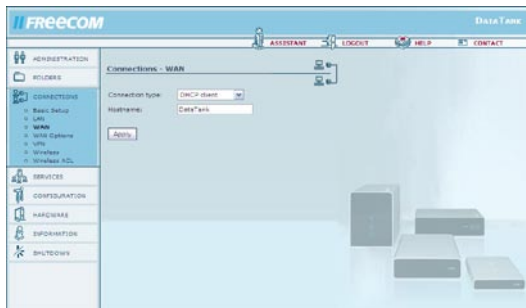 FREECOM
DATATANK
ASSISTANT LOGOUT HELP CONTACT
ADMINISTRATION
FOLDERS
CONNECTIONS
Basic Setup
LAN
WAN
WAN Options
VPN
Wireless
Wireless ACL
SERVICES
CONFIGURATION
HARDWARE
INFORMATION
SHUTDOWN
Connections - WAN
Connection type: DHCP client
Hostname: DataTank
Apply